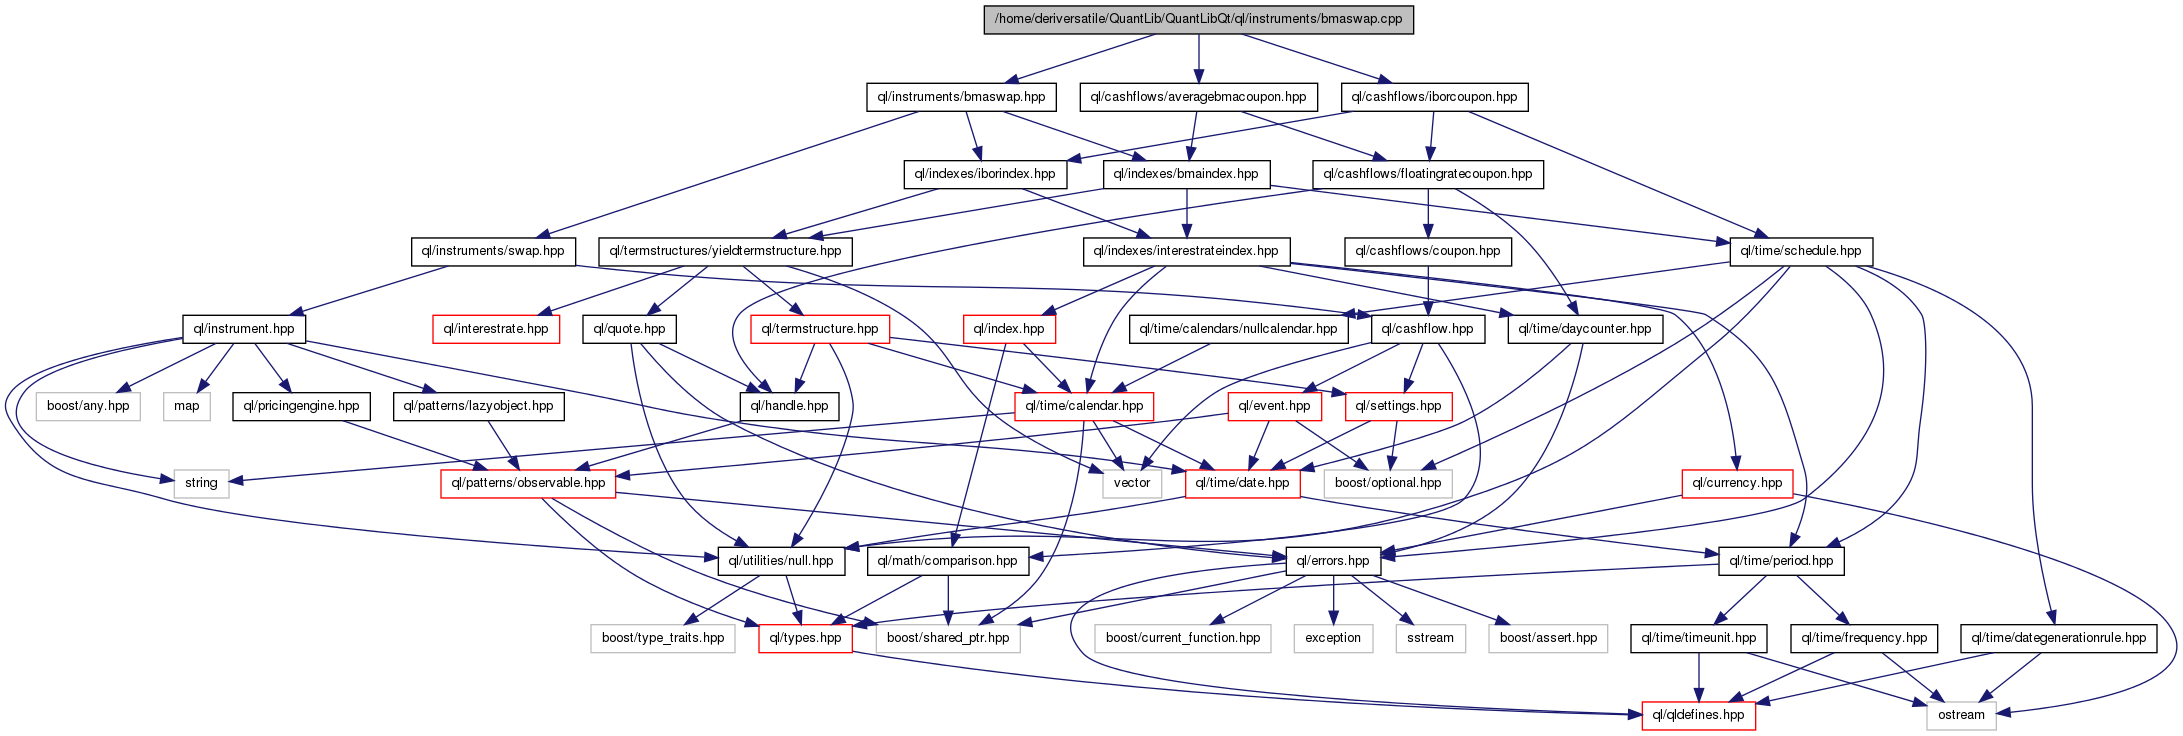 /home/deriversatile/QuantLib/QuantLibQt/ql/instruments/bmaswap.cpp
ql/instruments/bmaswap.hpp
ql/cashflows/averagebmacoupon.hpp
ql/cashflows/iborcoupon.hpp
ql/indexes/iborindex.hpp
ql/indexes/bmaindex.hpp
ql/cashflows/floatingratecoupon.hpp
ql/instruments/swap.hpp
ql/termstructures/yieldtermstructure.hpp
ql/indexes/interestrateindex.hpp
ql/cashflows/coupon.hpp
ql/time/schedule.hpp
ql/instrument.hpp
ql/interestrate.hpp
ql/quote.hpp
ql/termstructure.hpp
ql/index.hpp
ql/time/calendars/nullcalendar.hpp
ql/cashflow.hpp
ql/time/daycounter.hpp
boost/any.hpp
map
ql/pricingengine.hpp
ql/patterns/lazyobject.hpp
ql/handle.hpp
ql/time/calendar.hpp
ql/event.hpp
ql/settings.hpp
string
ql/patterns/observable.hpp
vector
ql/time/date.hpp
boost/optional.hpp
ql/currency.hpp
ql/utilities/null.hpp
ql/math/comparison.hpp
ql/errors.hpp
ql/time/period.hpp
boost/type_traits.hpp
ql/types.hpp
boost/shared_ptr.hpp
boost/current_function.hpp
exception
sstream
boost/assert.hpp
ql/time/timeunit.hpp
ql/time/frequency.hpp
ql/time/dategenerationrule.hpp
ql/qldefines.hpp
ostream